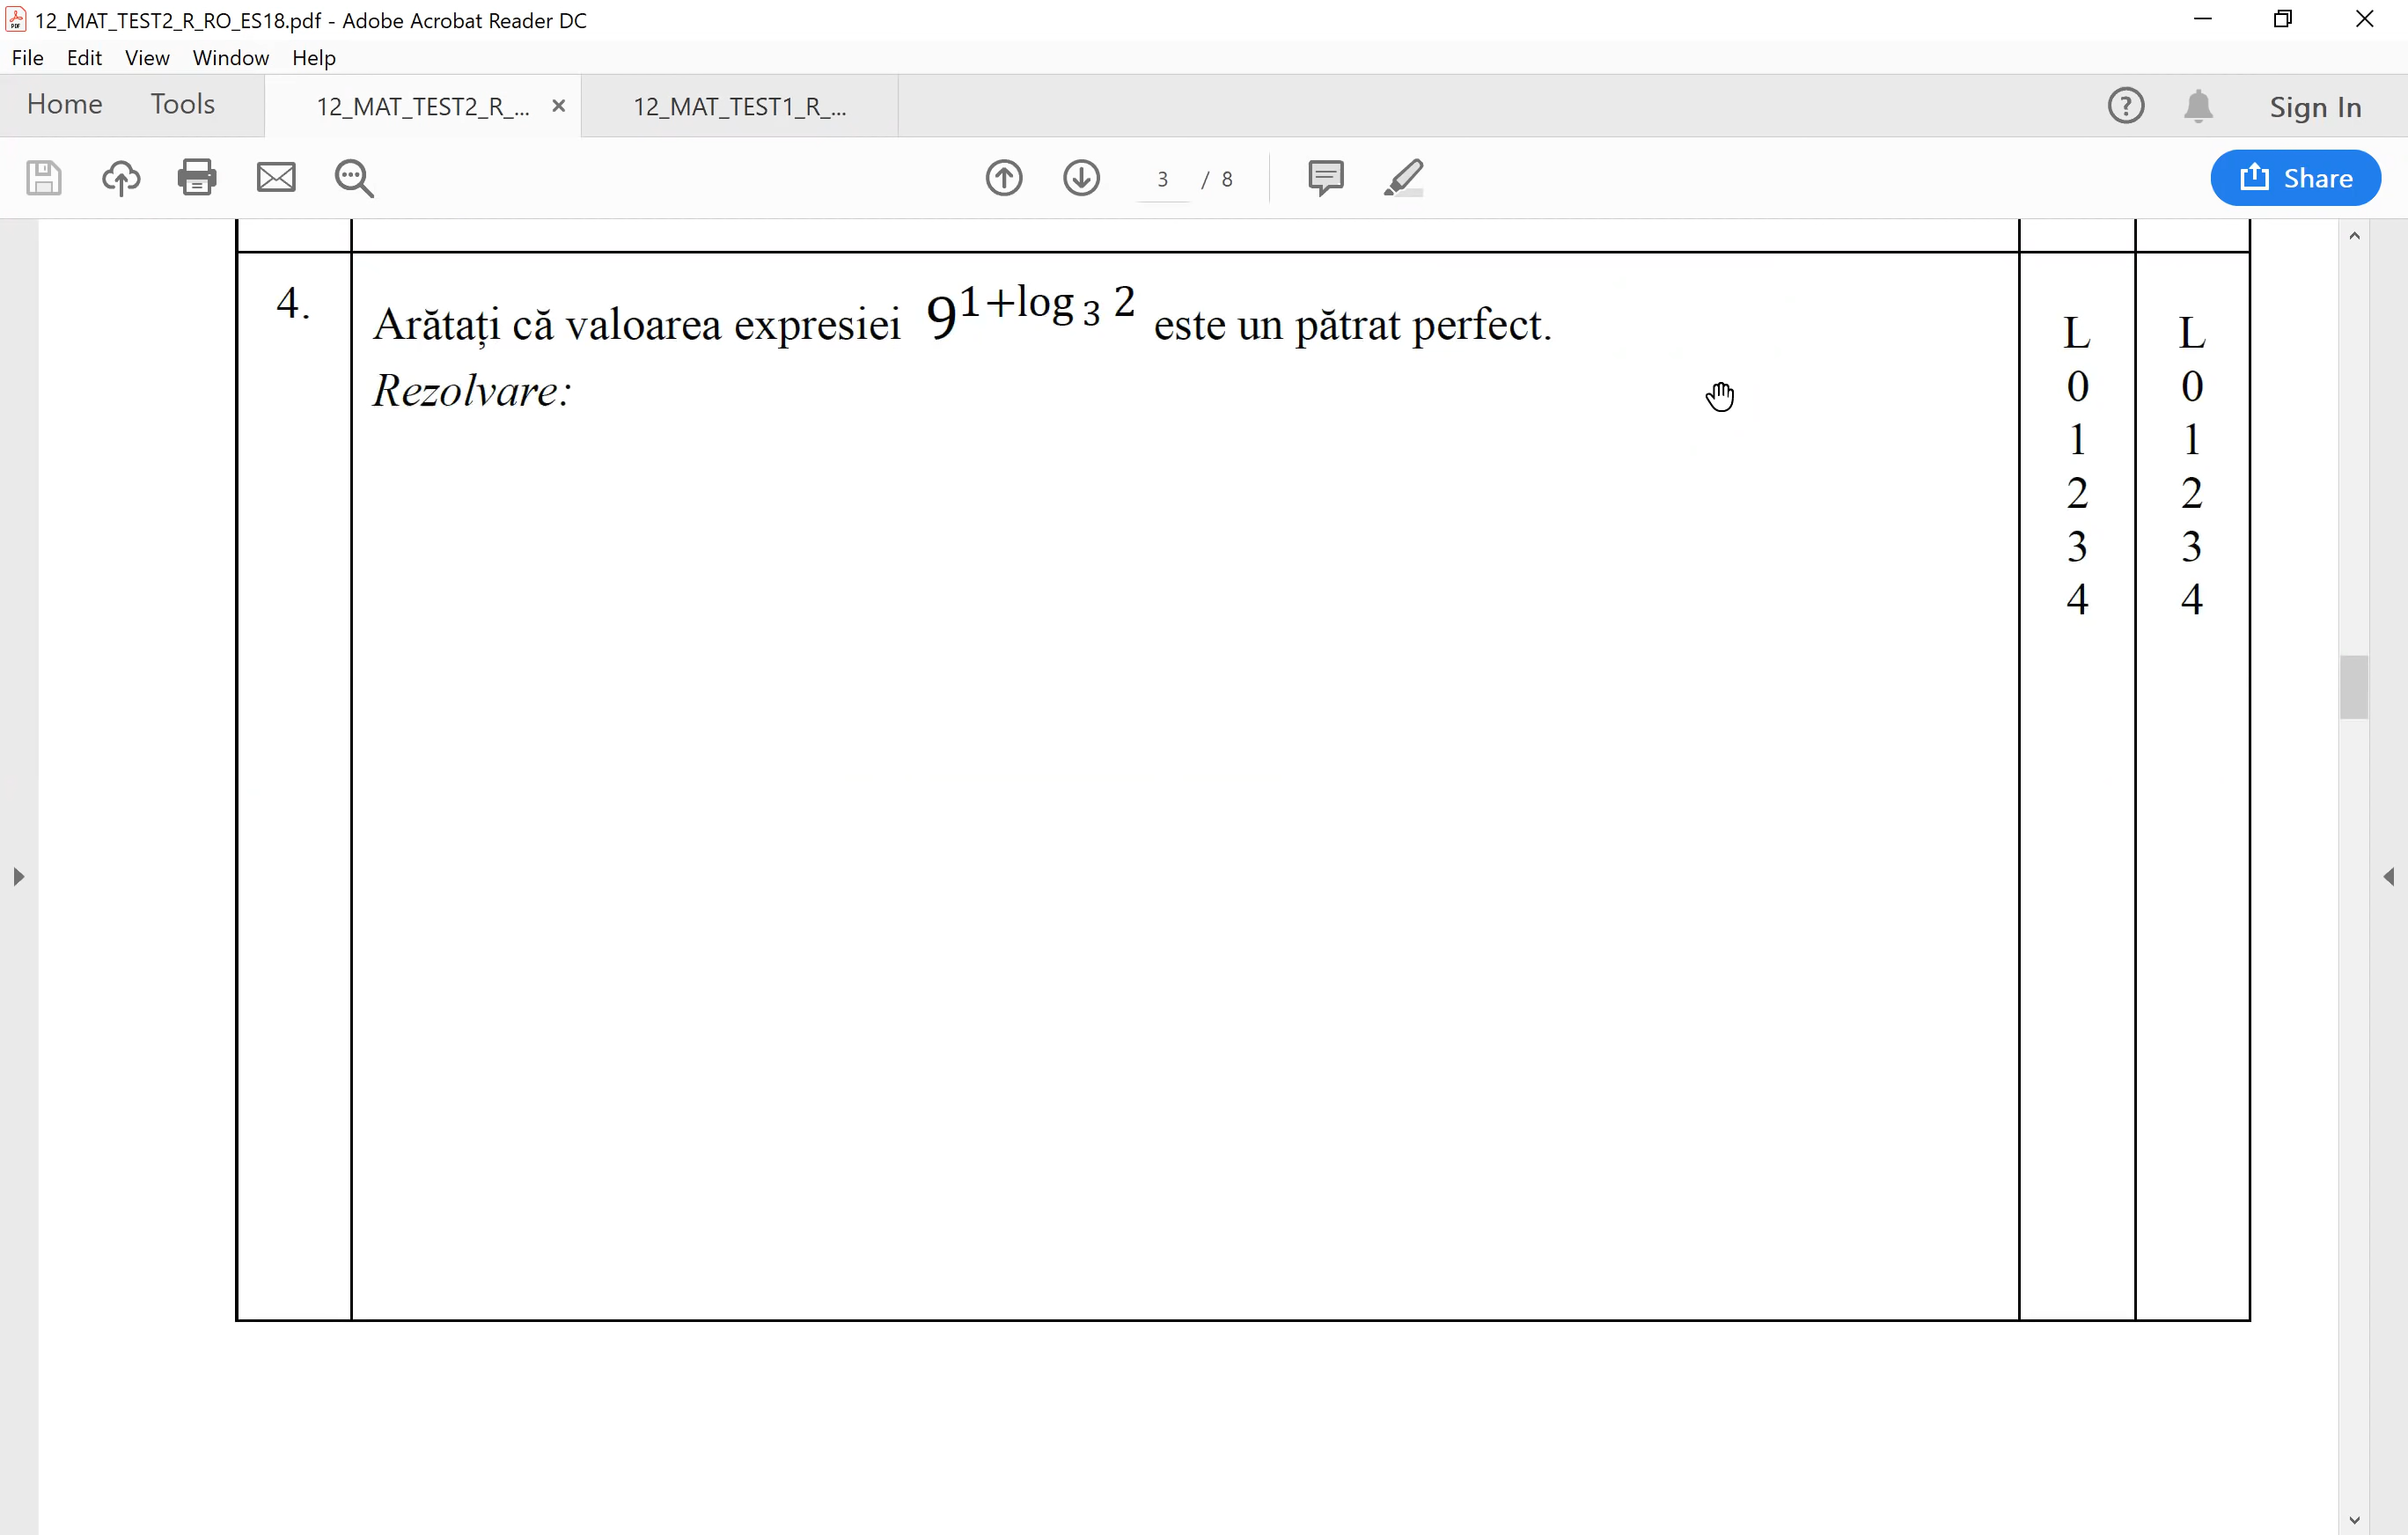 12_MAT_TEST2_R_RO_ES18.pdf - Adobe Acrobat Reader DC
File Edit View Window Help
Home Tools 12_MAT_TEST2_R_... × 12_MAT_TEST1_R_... ? Sign In
3 / 8 Share
4. Arătați că valoarea expresiei 9^{1+log_3 2} este un pătrat perfect.
Rezolvare:
L L
0 0
1 1
2 2
3 3
4 4